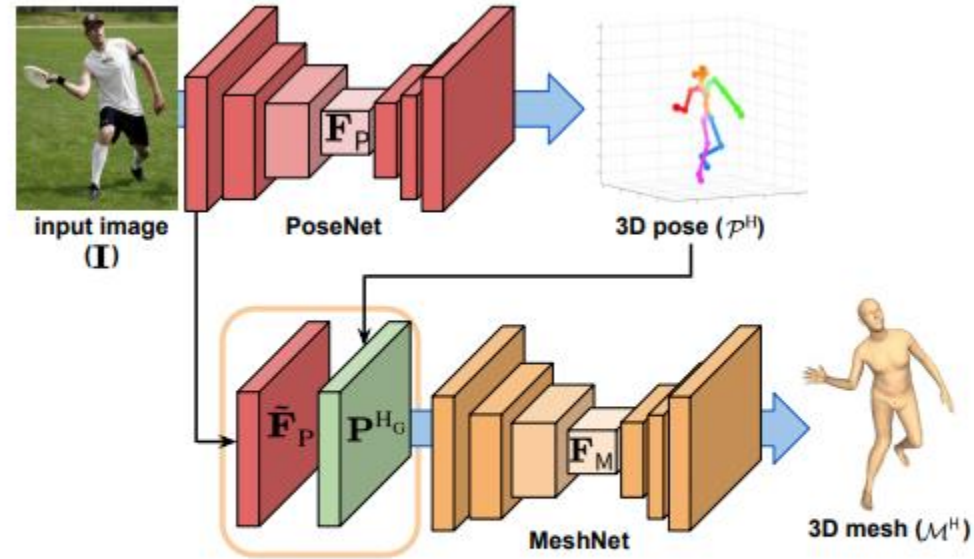 F_P
input image
(I)
PoseNet
3D pose (𝒫^H)
F̃_P
P^{H_G}
F_M
MeshNet
3D mesh (ℳ^H)